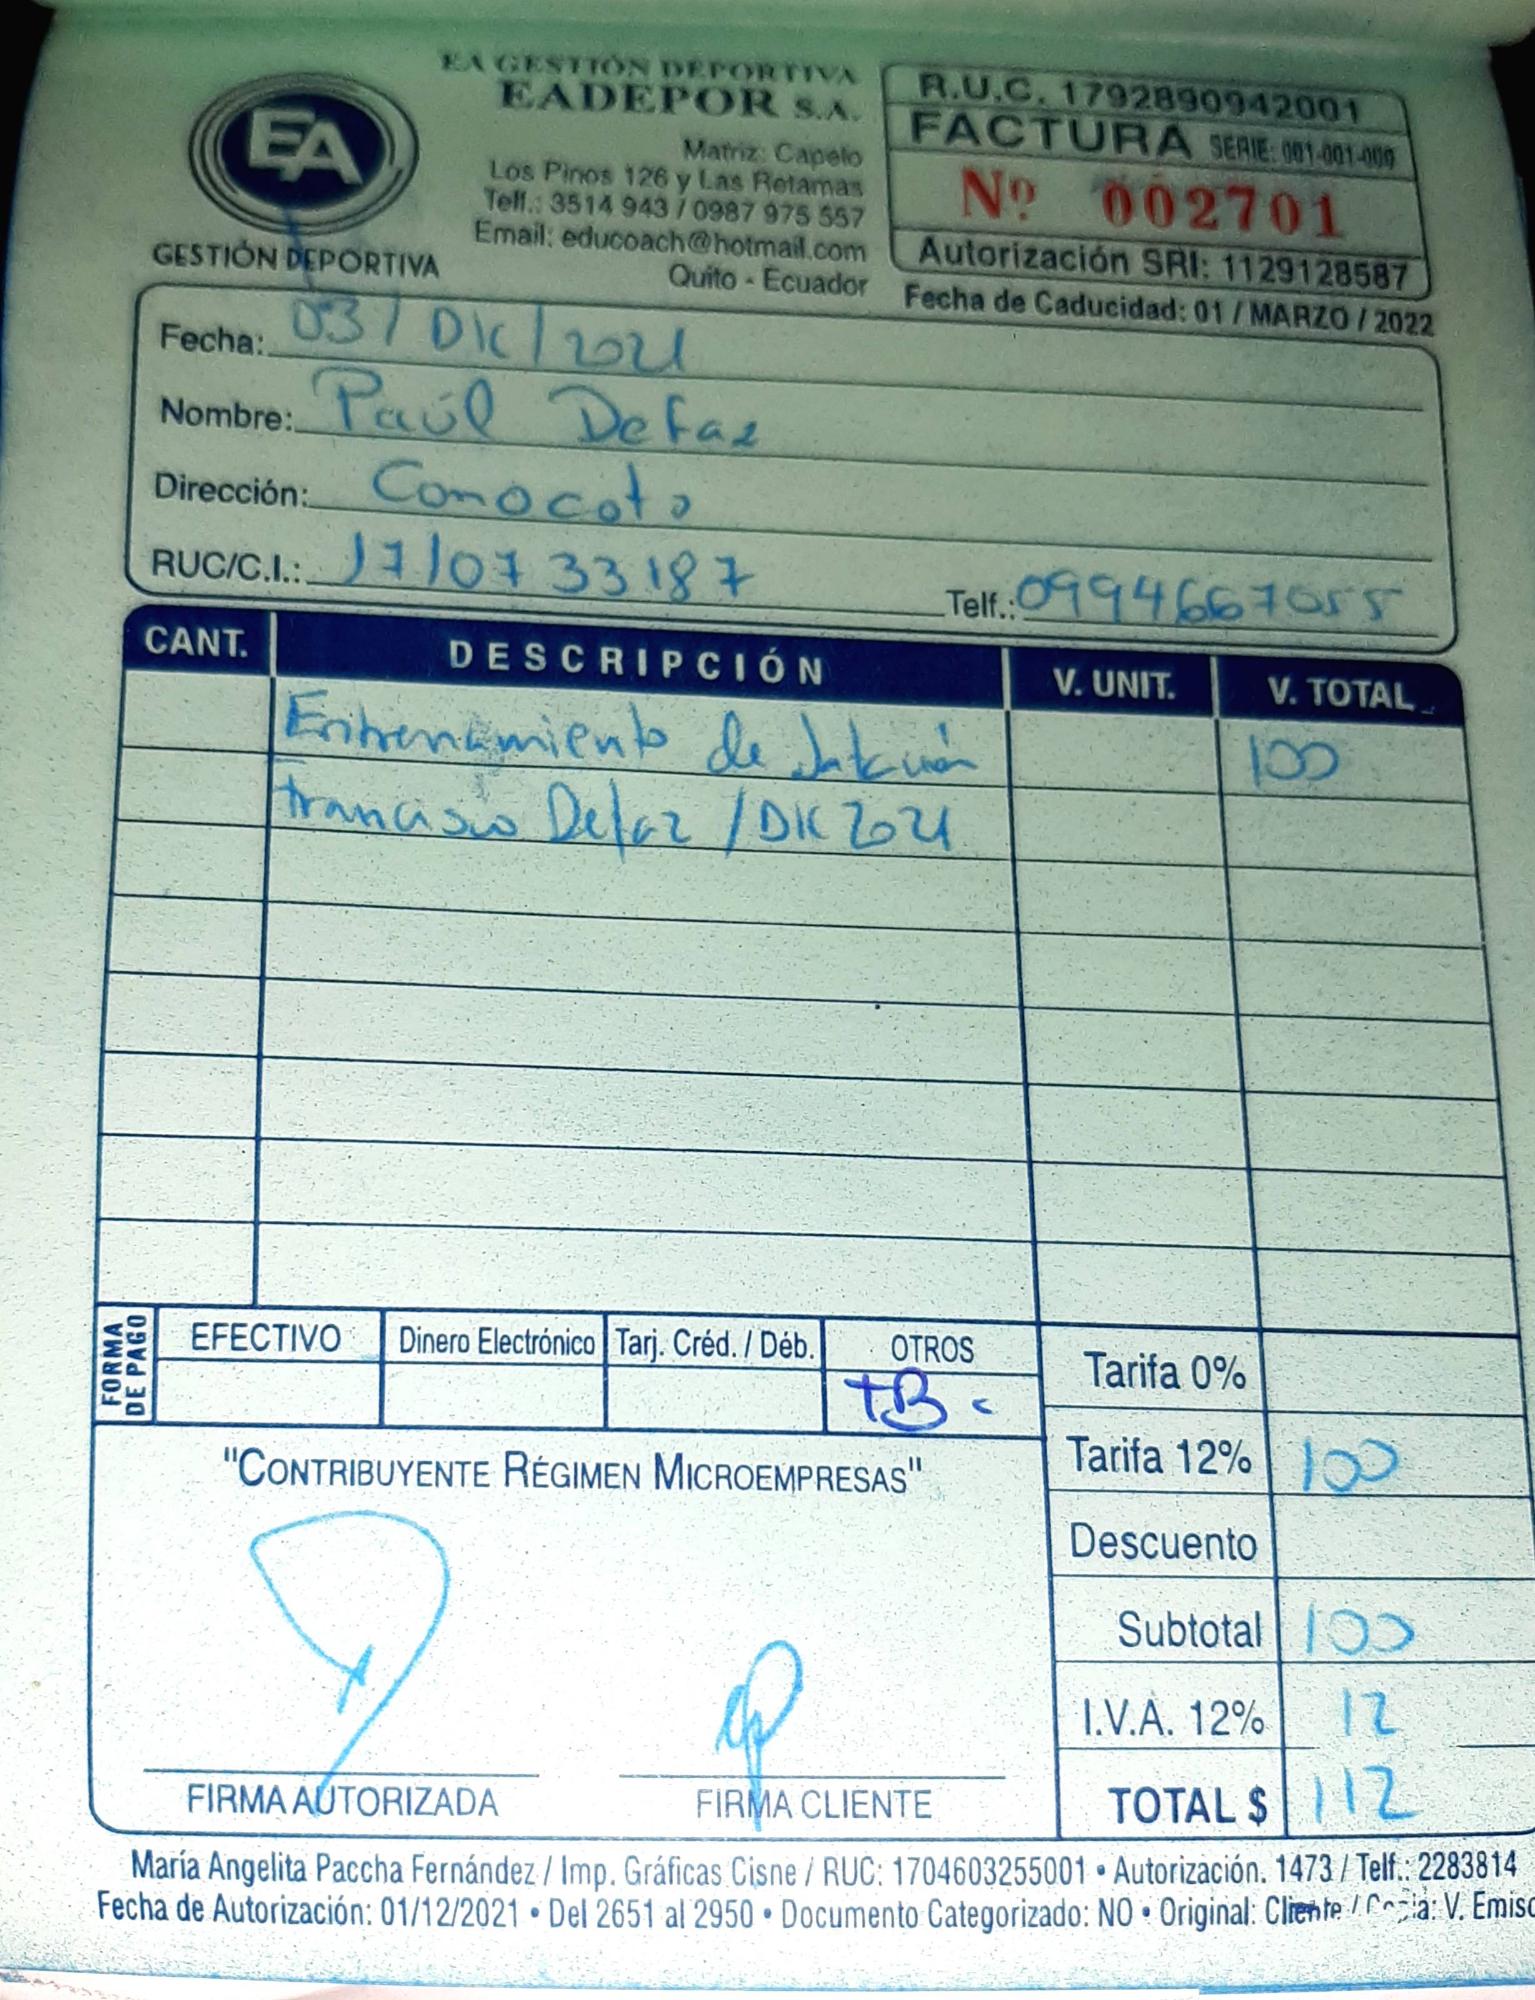 EA GESTIÓN DEPORTIVA
EADEPOR S.A.
EA
GESTIÓN DEPORTIVA
Matriz: Capelo
Los Pinos 126 y Las Retamas
Telf.: 3514 943 / 0987 975 557
Email: educoach@hotmail.com
Quito - Ecuador
R.U.C. 1792890942001
FACTURA SERIE: 001-001-000
Nº 002701
Autorización SRI: 1129128587
Fecha de Caducidad: 01 / MARZO / 2022
Fecha: 03 / DIC / 2021
Nombre: Paúl Defaz
Dirección: Conocoto
RUC/C.I.: 1710733187 Telf.: 0994667055
CANT. DESCRIPCIÓN V. UNIT. V. TOTAL
Entrenamiento de Natación 100
Francisco Defaz / DIC 2021
FORMA DE PAGO
EFECTIVO Dinero Electrónico Tarj. Créd. / Déb. OTROS
TB
Tarifa 0%
Tarifa 12% 100
Descuento
Subtotal 100
I.V.A. 12% 12
TOTAL $ 112
"CONTRIBUYENTE RÉGIMEN MICROEMPRESAS"
FIRMA AUTORIZADA FIRMA CLIENTE
María Angelita Paccha Fernández / Imp. Gráficas Cisne / RUC: 1704603255001 • Autorización. 1473 / Telf.: 2283814
Fecha de Autorización: 01/12/2021 • Del 2651 al 2950 • Documento Categorizado: NO • Original: Cliente / Copia: V. Emiso